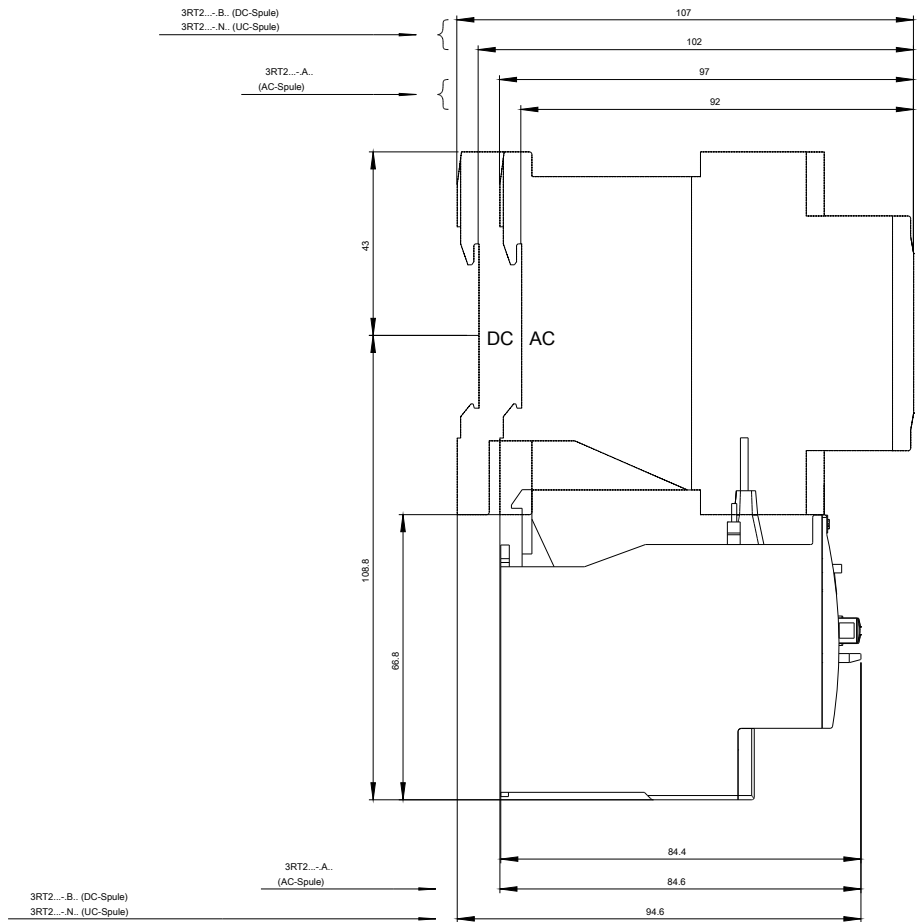 3RT2...-.B.. (DC-Spule)
107
3RT2...-.N.. (UC-Spule)
102
3RT2...-.A..
97
(AC-Spule)
92
43
DC AC
108.8
66.8
84.4
3RT2...-.A..
(AC-Spule)
84.6
3RT2...-.B.. (DC-Spule)
3RT2...-.N.. (UC-Spule)
94.6